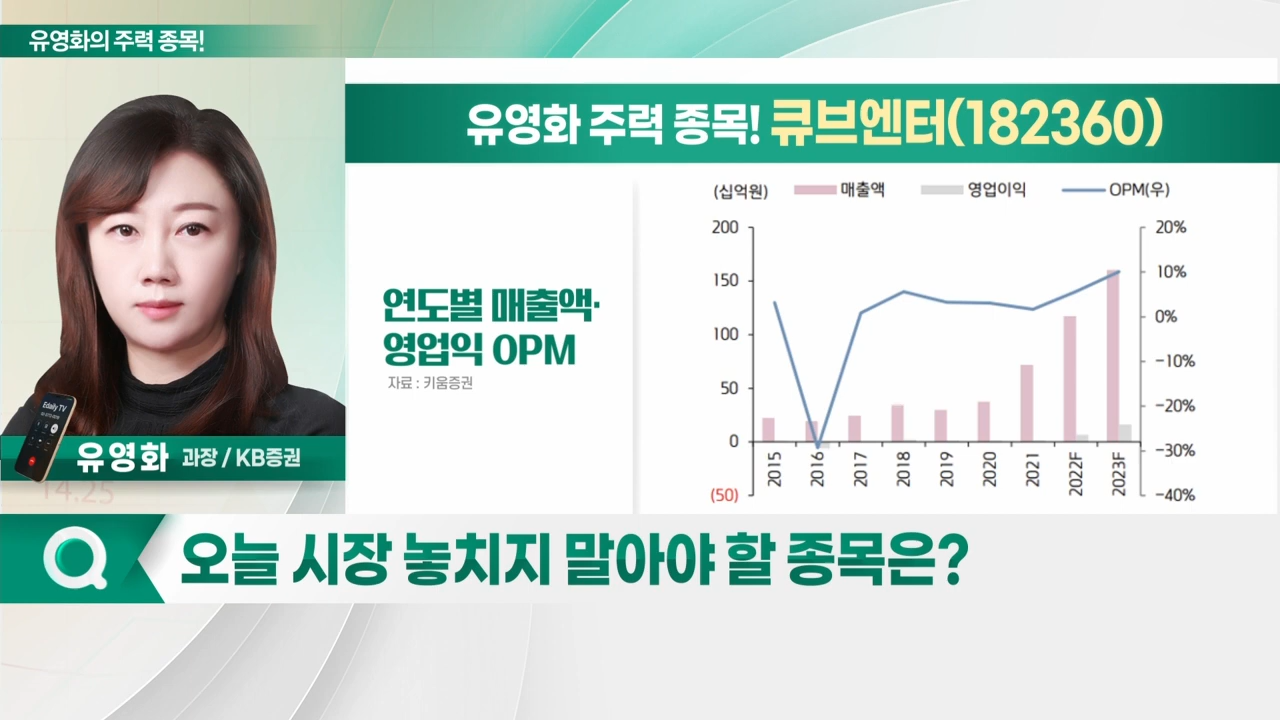 유영화의 주력 종목!
유영화 주력 종목! 큐브엔터(182360)
연도별 매출액·
영업익 OPM
자료 : 키움증권
(십억원) 매출액 영업이익 OPM(우)
200
150
100
50
0
(50)
20%
10%
0%
-10%
-20%
-30%
-40%
2015 2016 2017 2018 2019 2020 2021 2022F 2023F
Edaily TV
유영화 과장 / KB증권
14.25
Q 오늘 시장 놓치지 말아야 할 종목은?